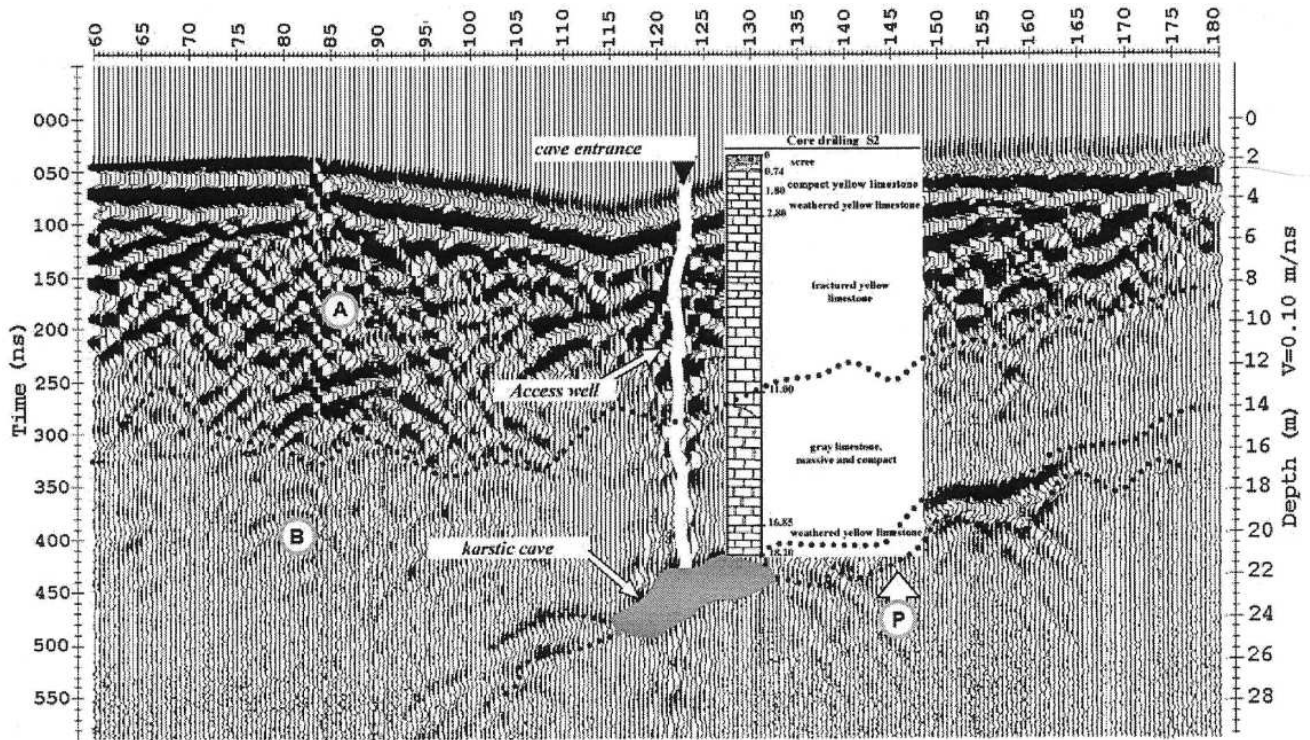 60 65 70 75 80 85 90 95 100 105 110 115 120 125 130 135 140 145 150 155 160 165 170 175 180
Time (ns)
000
050
100
150
200
250
300
350
400
450
500
550
0
2
4
6
8
10
12
14
16
18
20
22
24
26
28
Depth (m) V=0.10 m/ns
cave entrance
Core drilling S2
0
scree
0.74
compact yellow limestone
1.80
weathered yellow limestone
2.80
fractured yellow
limestone
A
Access well
11.00
gray limestone,
massive and compact
16.85
weathered yellow limestone
18.10
B
karstic cave
P